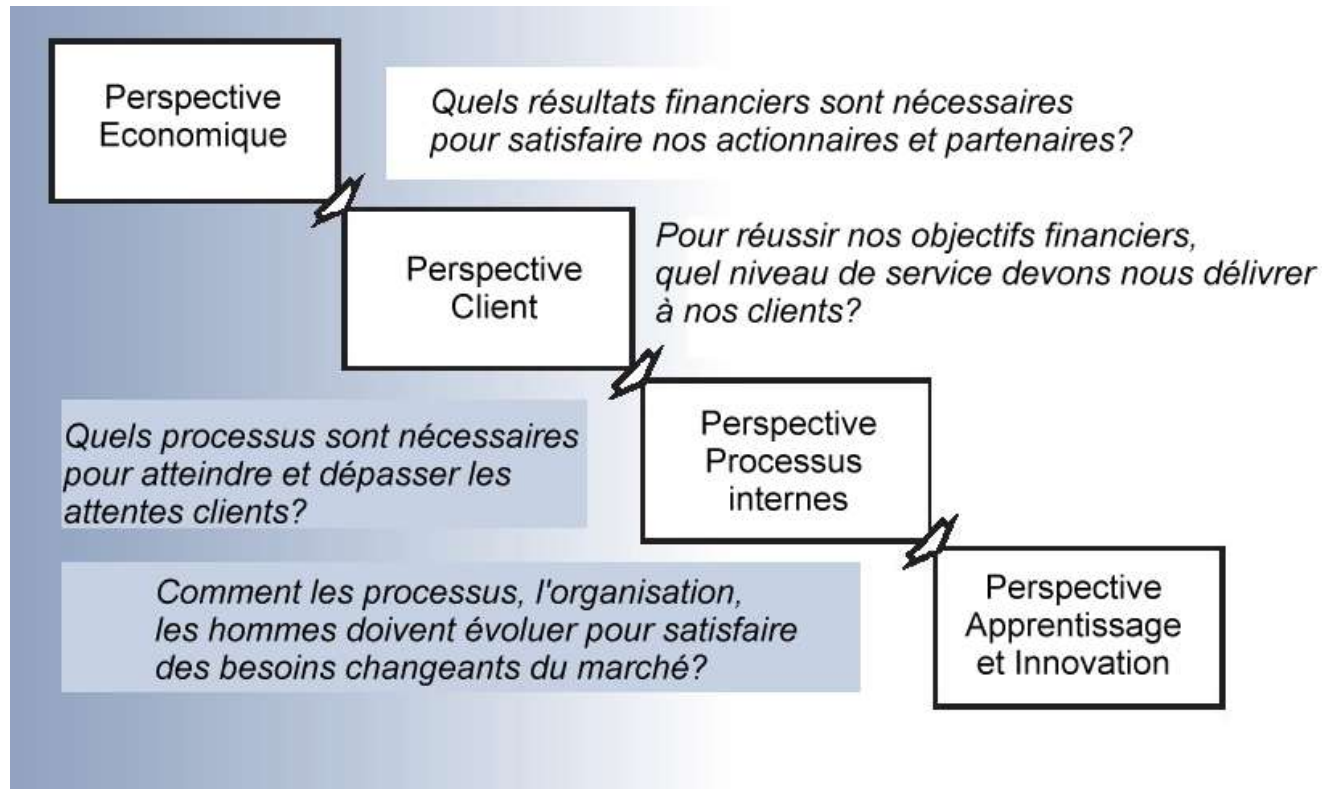 Perspective
Economique
Quels résultats financiers sont nécessaires
pour satisfaire nos actionnaires et partenaires?
Perspective
Client
Pour réussir nos objectifs financiers,
quel niveau de service devons nous délivrer
à nos clients?
Quels processus sont nécessaires
pour atteindre et dépasser les
attentes clients?
Perspective
Processus
internes
Comment les processus, l'organisation,
les hommes doivent évoluer pour satisfaire
des besoins changeants du marché?
Perspective
Apprentissage
et Innovation